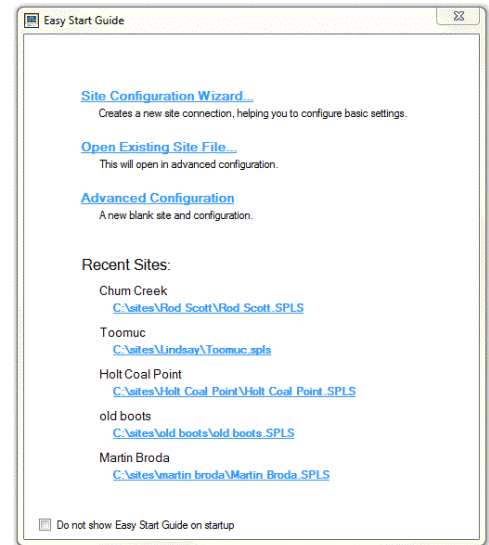 Easy Start Guide
Site Configuration Wizard...
Creates a new site connection, helping you to configure basic settings.
Open Existing Site File...
This will open in advanced configuration.
Advanced Configuration
A new blank site and configuration.
Recent Sites:
Chum Creek
C:\sites\Rod Scott\Rod Scott.SPLS
Toomuc
C:\sites\Lindsay\Toomuc.spls
Holt Coal Point
C:\sites\Holt Coal Point\Holt Coal Point.SPLS
old boots
C:\sites\old boots\old boots.SPLS
Martin Broda
C:\sites\martin broda\Martin Broda.SPLS
Do not show Easy Start Guide on startup